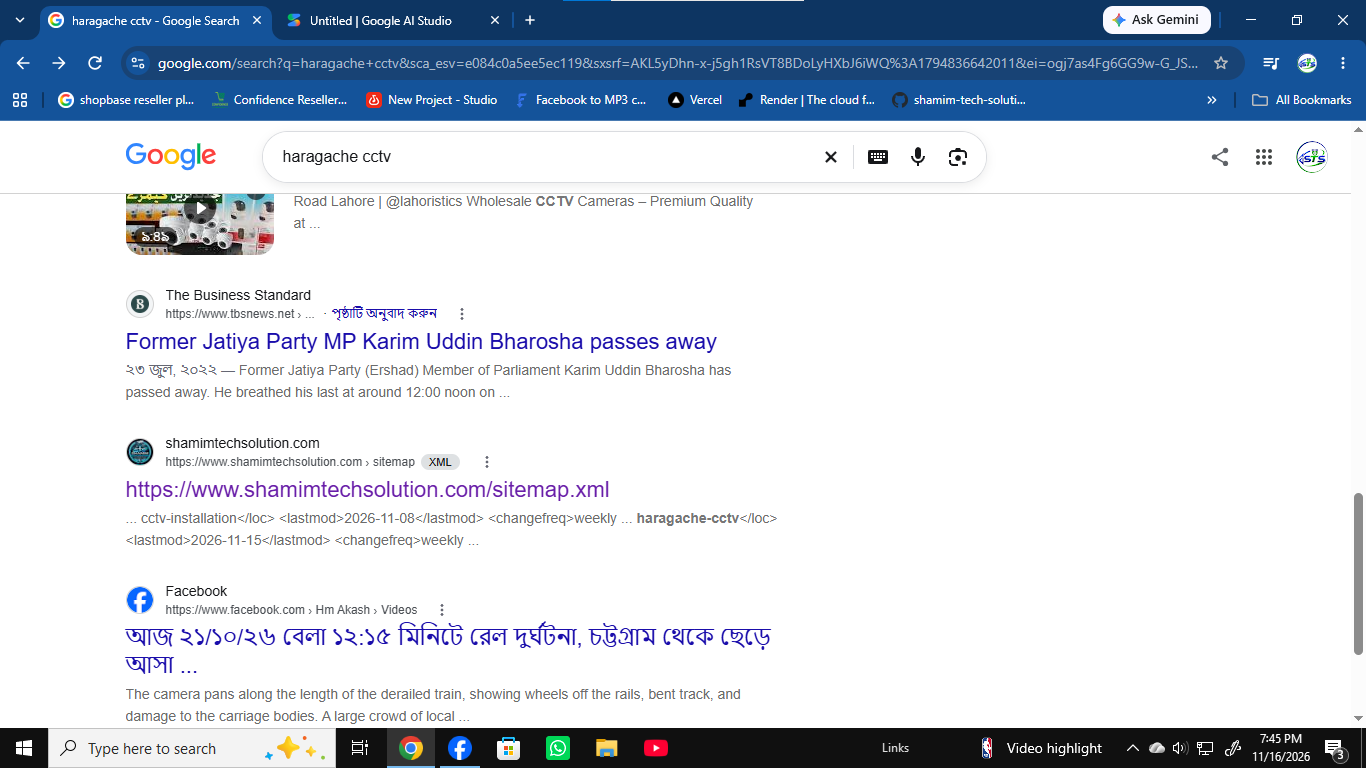 haragache cctv - Google Search
Untitled | Google AI Studio
Ask Gemini
google.com/search?q=haragache+cctv&sca_esv=e084c0a5ee5ec119&sxsrf=AKL5yDhn-x-j5gh1RsVT8BDoLyHXbJ6iWQ%3A1794836642011&ei=ogj7as4Fg6GG9w-G_JS...
shopbase reseller pl...
Confidence Reseller...
New Project - Studio
Facebook to MP3 c...
Vercel
Render | The cloud f...
shamim-tech-soluti...
»
All Bookmarks
Google
haragache cctv
STS
৯:৪৯
Road Lahore | @lahoristics Wholesale CCTV Cameras – Premium Quality
at ...
The Business Standard
https://www.tbsnews.net › ... · পৃষ্ঠাটি অনুবাদ করুন
Former Jatiya Party MP Karim Uddin Bharosha passes away
২৩ জুল, ২০২২ — Former Jatiya Party (Ershad) Member of Parliament Karim Uddin Bharosha has
passed away. He breathed his last at around 12:00 noon on ...
shamimtechsolution.com
https://www.shamimtechsolution.com › sitemap XML
https://www.shamimtechsolution.com/sitemap.xml
... cctv-installation</loc> <lastmod>2026-11-08</lastmod> <changefreq>weekly ... haragache-cctv</loc>
<lastmod>2026-11-15</lastmod> <changefreq>weekly ...
Facebook
https://www.facebook.com › Hm Akash › Videos
আজ ২১/১০/২৬ বেলা ১২:১৫ মিনিটে রেল দুর্ঘটনা, চট্টগ্রাম থেকে ছেড়ে
আসা ...
The camera pans along the length of the derailed train, showing wheels off the rails, bent track, and
damage to the carriage bodies. A large crowd of local ...
Type here to search
Links
Video highlight
7:45 PM
11/16/2026
3